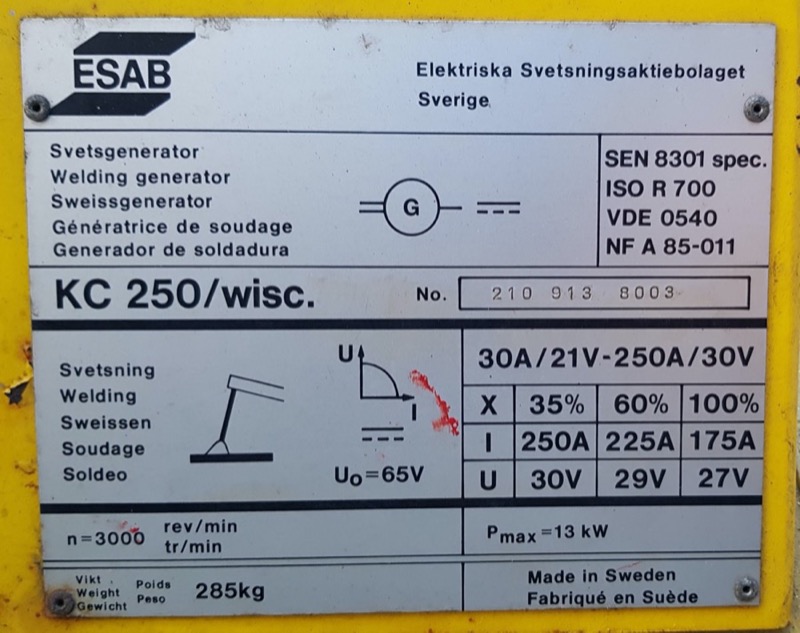 ESAB
Elektriska Svetsningsaktiebolaget
Sverige
Svetsgenerator
Welding generator
Sweissgenerator
Génératrice de soudage
Generador de soldadura
G
SEN 8301 spec.
ISO R 700
VDE 0540
NF A 85-011
KC 250/wisc.
No. 210 913 8003
Svetsning
Welding
Sweissen
Soudage
Soldeo
U
I
U₀=65V
30A/21V-250A/30V
X 35% 60% 100%
I 250A 225A 175A
U 30V 29V 27V
n=3000 rev/min
tr/min
Pmax=13 kW
Vikt Poids
Weight Peso
Gewicht
285kg
Made in Sweden
Fabriqué en Suède